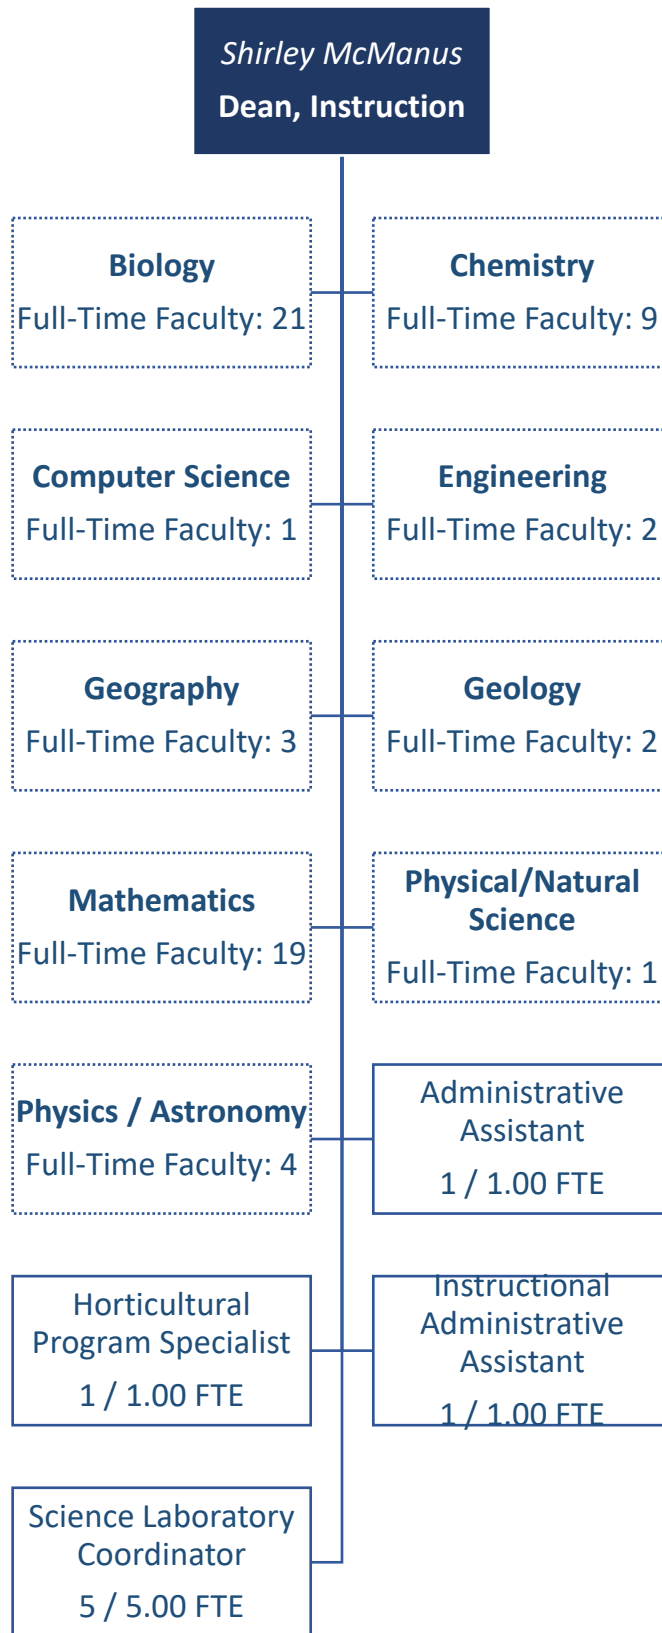 Shirley McManus
Dean, Instruction
Biology
Full-Time Faculty: 21
Chemistry
Full-Time Faculty: 9
Computer Science
Full-Time Faculty: 1
Engineering
Full-Time Faculty: 2
Geography
Full-Time Faculty: 3
Geology
Full-Time Faculty: 2
Mathematics
Full-Time Faculty: 19
Physical/Natural
Science
Full-Time Faculty: 1
Physics / Astronomy
Full-Time Faculty: 4
Administrative
Assistant
1 / 1.00 FTE
Horticultural
Program Specialist
1 / 1.00 FTE
Instructional
Administrative
Assistant
1 / 1.00 FTE
Science Laboratory
Coordinator
5 / 5.00 FTE